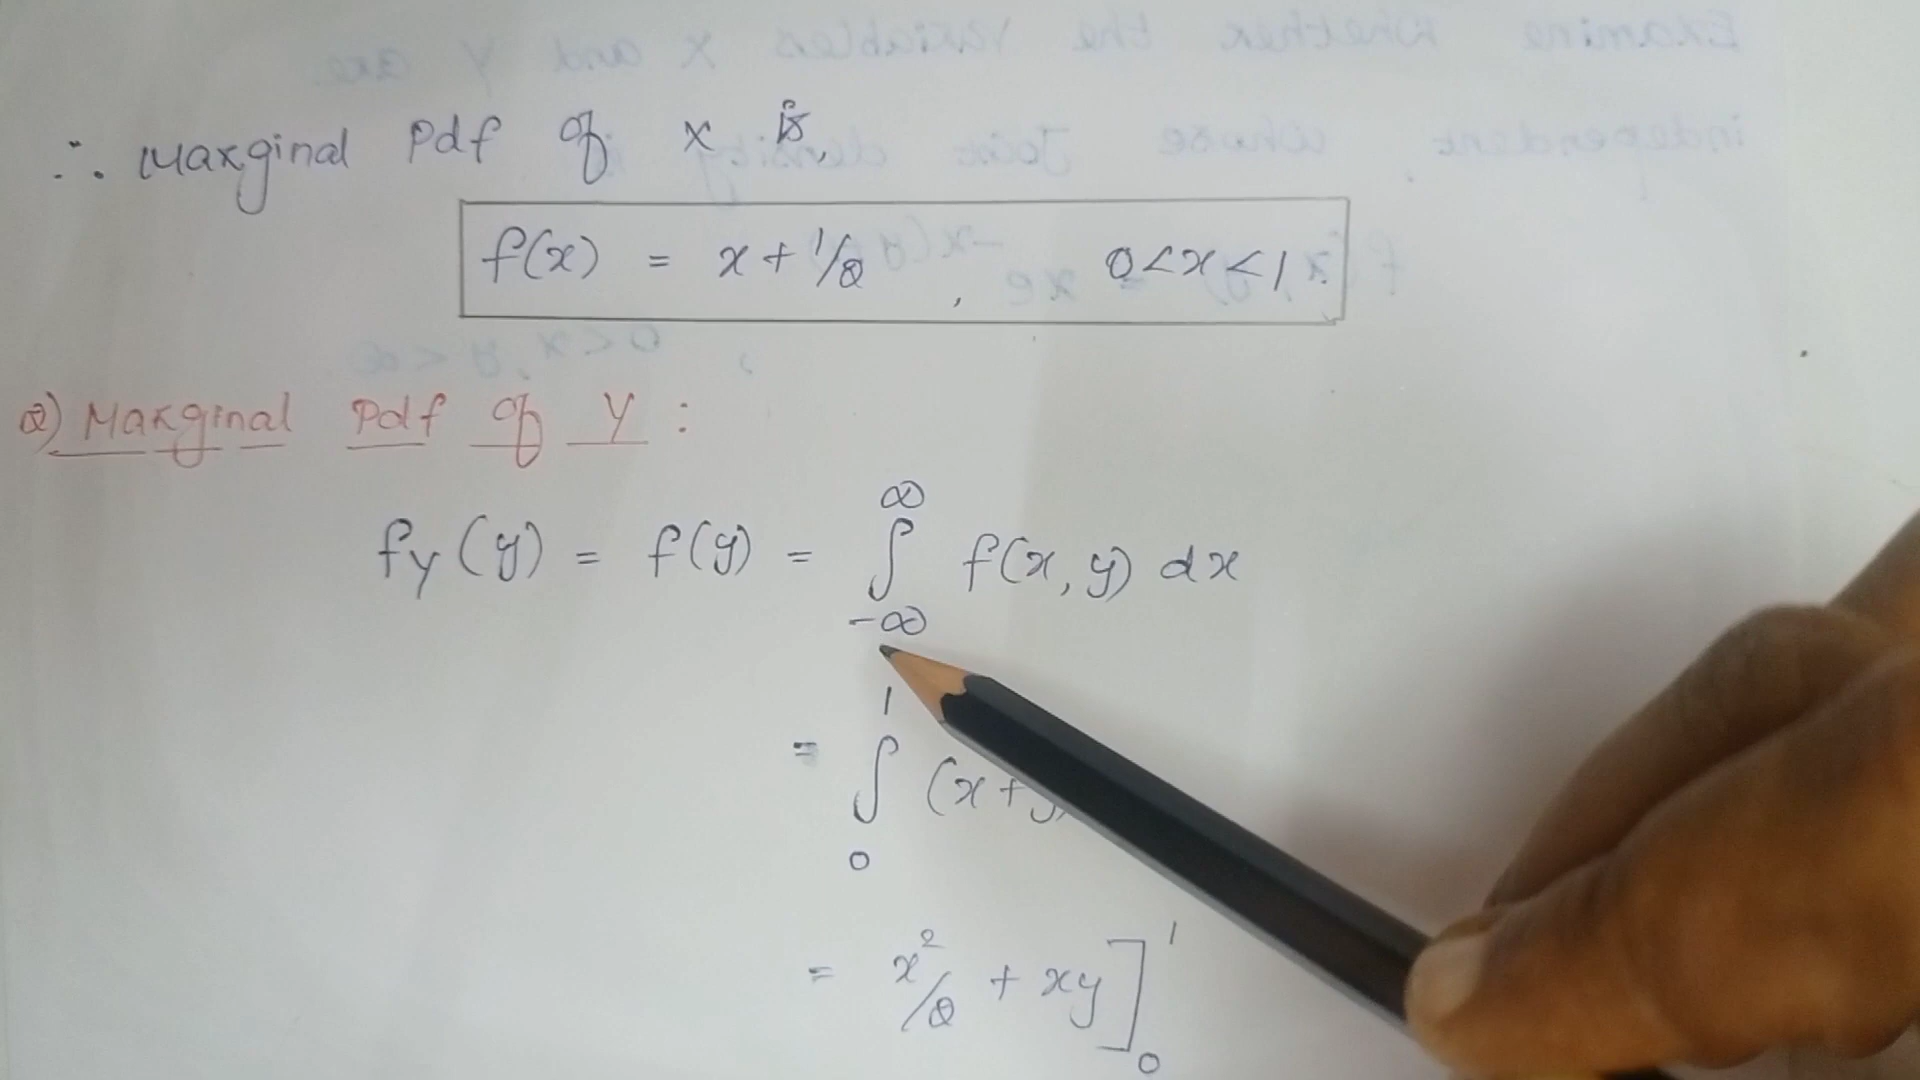 ∴ Marginal Pdf of X is,
f(x) = x + 1/2 , 0<x<1.
2) Marginal Pdf of Y :
fy(y) = f(y) = ∫_{-∞}^{∞} f(x,y) dx
= ∫_0^1 (x+y)
= x²/2 + xy ]_0^1